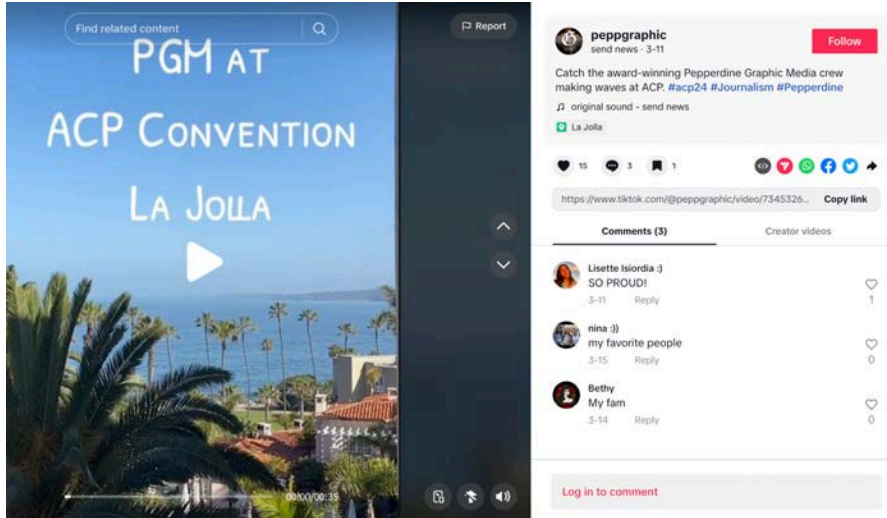 Find related content
Report
PGM AT
ACP CONVENTION
LA JOLLA
00:00/00:35
peppgraphic
send news · 3-11
Follow
Catch the award-winning Pepperdine Graphic Media crew
making waves at ACP. #acp24 #Journalism #Pepperdine
original sound - send news
La Jolla
15
3
1
https://www.tiktok.com/@peppgraphic/video/7345326...
Copy link
Comments (3)
Creator videos
Lisette Isiordia :)
SO PROUD!
3-11 Reply
1
nina :))
my favorite people
3-15 Reply
0
Bethy
My fam
3-14 Reply
0
Log in to comment